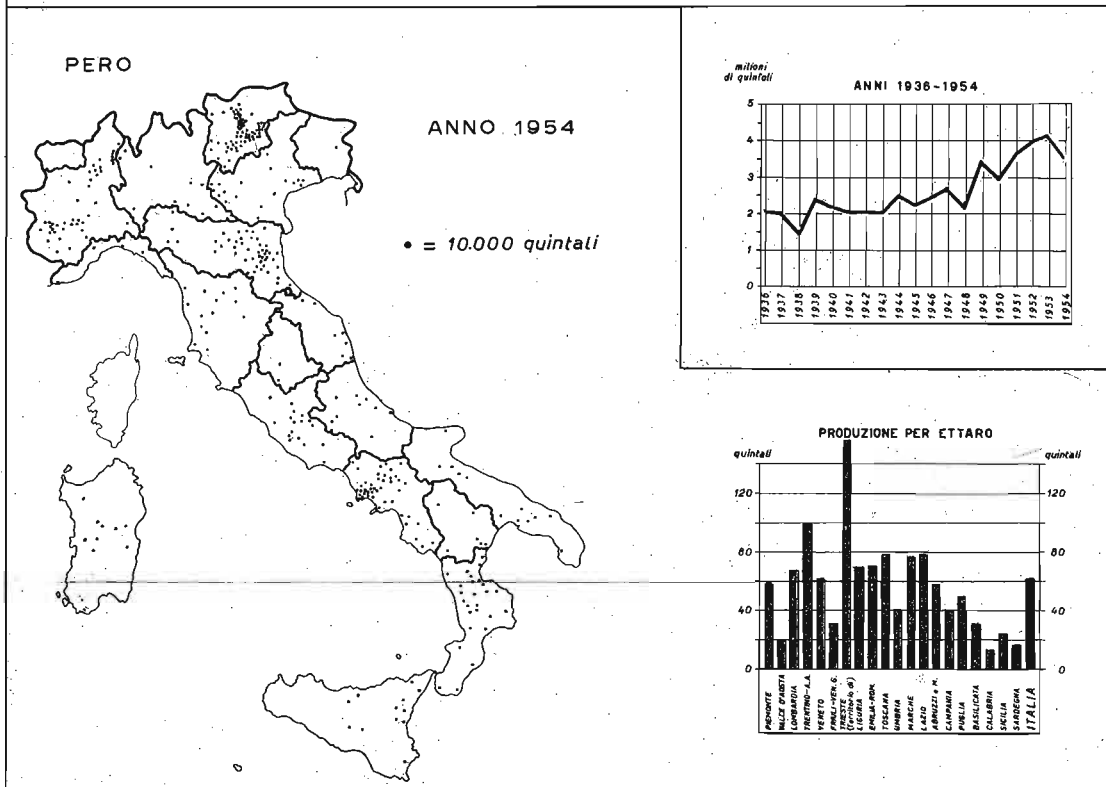 PERO
ANNO 1954
• = 10.000 quintali
milioni
di quintali
ANNI 1936-1954
5
4
3
2
1
0
1936
1937
1938
1939
1940
1941
1942
1943
1944
1945
1946
1947
1948
1949
1950
1951
1952
1953
1954
PRODUZIONE PER ETTARO
quintali
quintali
120
120
80
80
40
40
0
0
PIEMONTE
VALLE D'AOSTA
LOMBARDIA
TRENTINO-A.A.
VENETO
FRIULI-VEN.G.
TRIESTE
(Territorio di)
LIGURIA
EMILIA-ROM.
TOSCANA
UMBRIA
MARCHE
LAZIO
ABRUZZI e M.
CAMPANIA
PUGLIA
BASILICATA
CALABRIA
SICILIA
SARDEGNA
ITALIA